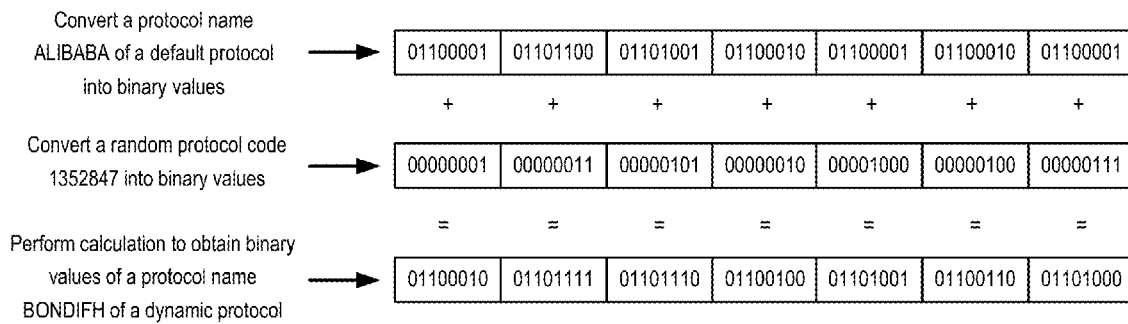 Convert a protocol name
ALIBABA of a default protocol
into binary values
01100001 01101100 01101001 01100010 01100001 01100010 01100001
+ + + + + + +
Convert a random protocol code
1352847 into binary values
00000001 00000011 00000101 00000010 00001000 00000100 00000111
= = = = = = =
Perform calculation to obtain binary
values of a protocol name
BONDIFH of a dynamic protocol
01100010 01101111 01101110 01100100 01101001 01100110 01101000